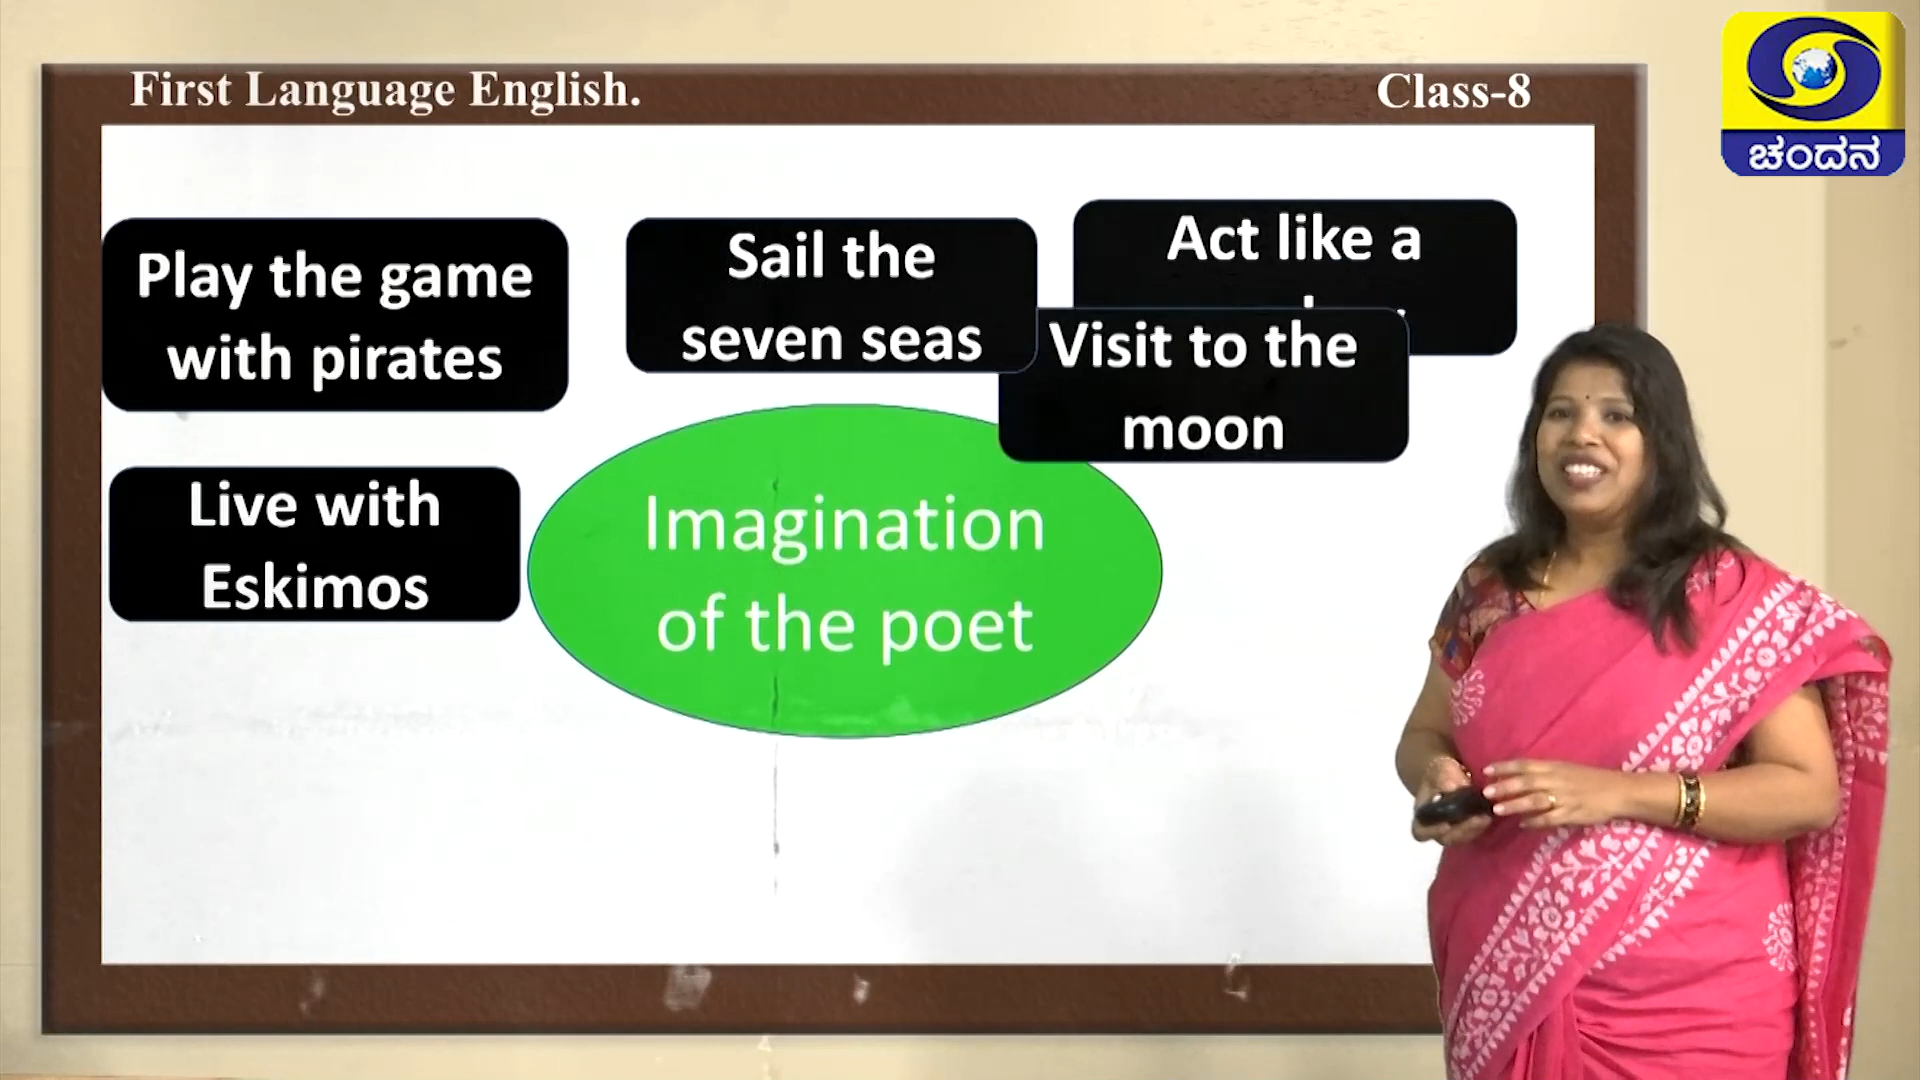 First Language English.
Class-8
ಚಂದನ
Play the game
with pirates
Sail the
seven seas
Act like a
Visit to the
moon
Live with
Eskimos
Imagination
of the poet